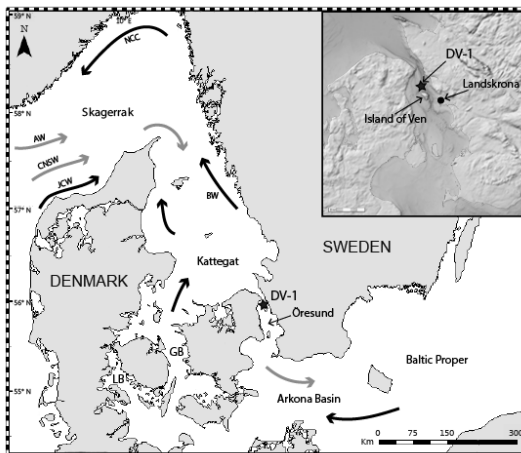 59° N
10° E
N
NCC
58° N
Skagerrak
AW
CNSW
JCW
BW
57° N
Kattegat
DENMARK
SWEDEN
DV-1
Landskrona
Island of Ven
56° N
DV-1
Öresund
GB
LB
Baltic Proper
55° N
Arkona Basin
Km 0 75 150 300